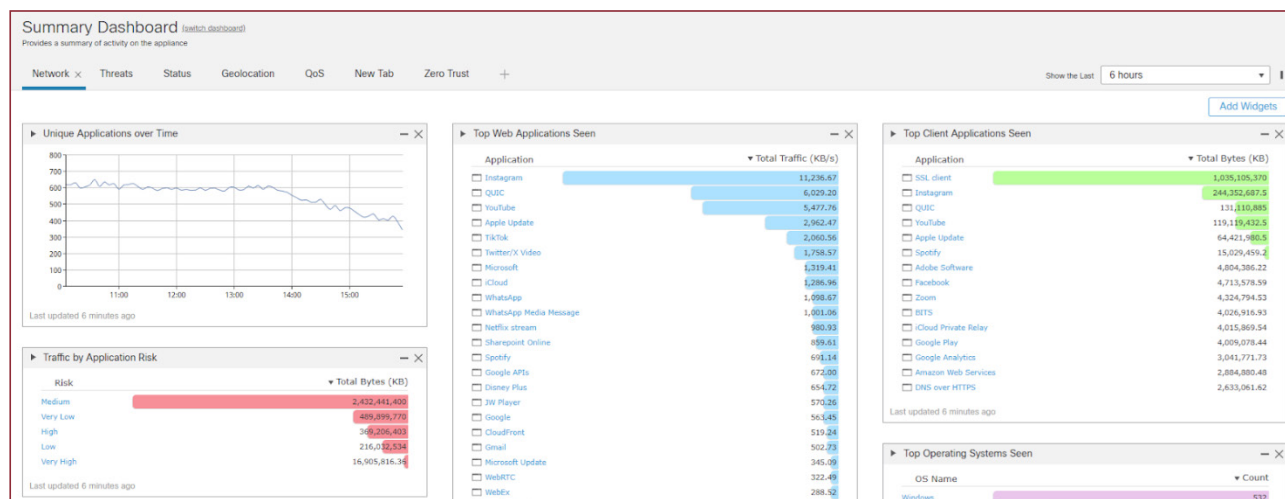 Summary Dashboard (switch dashboard)
Provides a summary of activity on the appliance
Network × Threats Status Geolocation QoS New Tab Zero Trust +
Show the Last 6 hours
Add Widgets
Unique Applications over Time
800
700
600
500
400
300
200
100
0
11:00 12:00 13:00 14:00 15:00
Last updated 6 minutes ago
Traffic by Application Risk
Risk Total Bytes (KB)
Medium 2,432,441,400
Very Low 489,899,770
High 369,206,403
Low 216,032,534
Very High 16,905,816.36
Last updated 6 minutes ago
Top Web Applications Seen
Application Total Traffic (KB/s)
Instagram 11,236.67
QUIC 6,029.20
YouTube 5,477.76
Apple Update 2,962.47
TikTok 2,060.56
Twitter/X Video 1,758.57
Microsoft 1,319.41
iCloud 1,286.96
WhatsApp 1,098.67
WhatsApp Media Message 1,001.06
Netflix stream 980.93
Sharepoint Online 859.61
Spotify 691.14
Google APIs 672.00
Disney Plus 654.72
JW Player 570.26
Google 563.45
CloudFront 519.24
Gmail 502.73
Microsoft Update 345.09
WebRTC 322.49
WebEx 288.52
Top Client Applications Seen
Application Total Bytes (KB)
SSL client 1,035,105,370
Instagram 244,352,687.5
QUIC 131,110,885
YouTube 119,119,432.5
Apple Update 64,421,980.5
Spotify 15,029,459.2
Adobe Software 4,804,386.22
Facebook 4,713,578.59
Zoom 4,324,794.53
BITS 4,026,916.93
iCloud Private Relay 4,015,869.54
Google Play 4,009,078.44
Google Analytics 3,041,771.73
Amazon Web Services 2,884,880.48
DNS over HTTPS 2,633,061.62
Last updated 6 minutes ago
Top Operating Systems Seen
OS Name Count
Windows 532